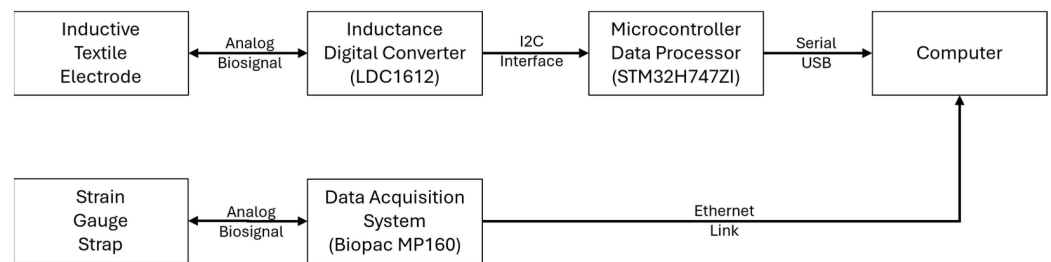 Inductive
Textile
Electrode
Analog
Biosignal
Inductance
Digital Converter
(LDC1612)
I2C
Interface
Microcontroller
Data Processor
(STM32H747ZI)
Serial
USB
Computer
Strain
Gauge
Strap
Analog
Biosignal
Data Acquisition
System
(Biopac MP160)
Ethernet
Link